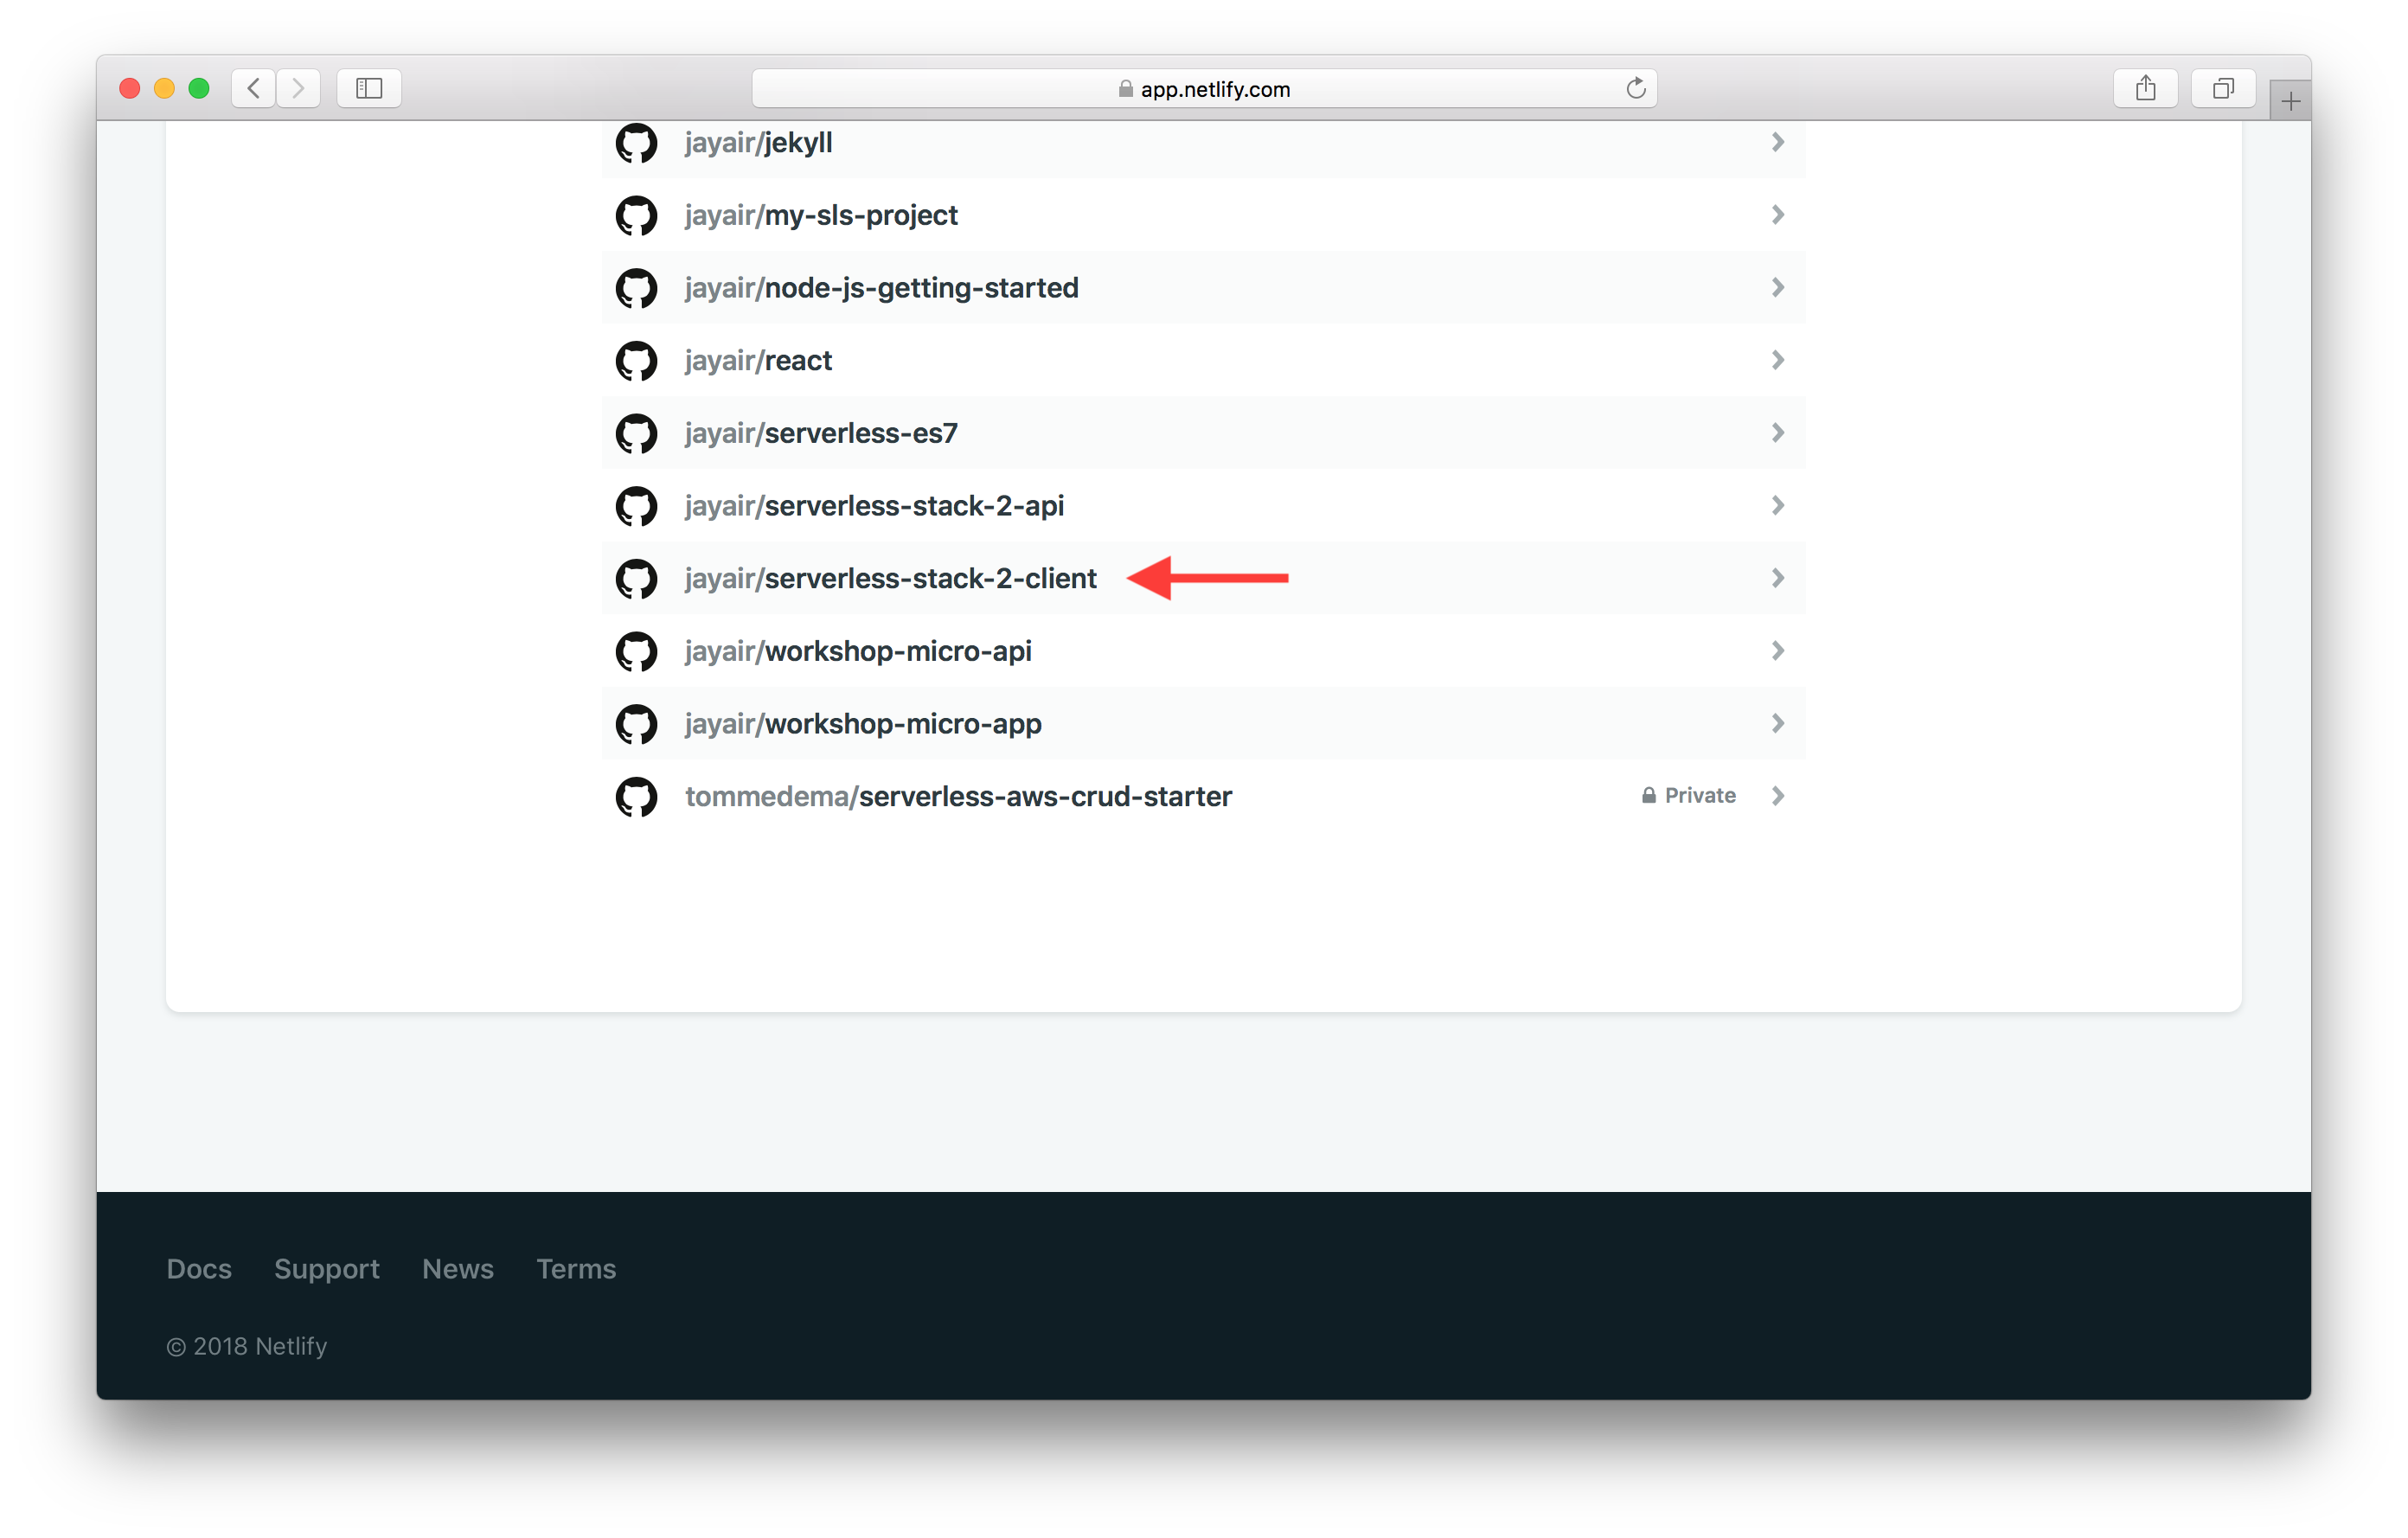 app.netlify.com
jayair/jekyll
jayair/my-sls-project
jayair/node-js-getting-started
jayair/react
jayair/serverless-es7
jayair/serverless-stack-2-api
jayair/serverless-stack-2-client
jayair/workshop-micro-api
jayair/workshop-micro-app
tommedema/serverless-aws-crud-starter Private
Docs Support News Terms
© 2018 Netlify